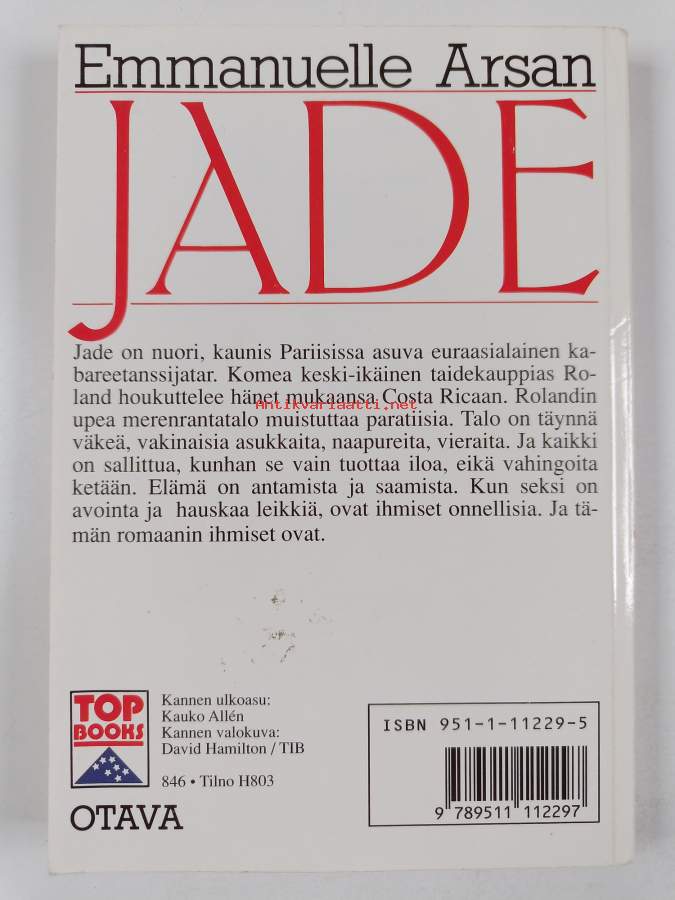 Emmanuelle Arsan
JADE
Jade on nuori, kaunis Pariisissa asuva euraasialainen ka-
bareetanssijatar. Komea keski-ikäinen taidekauppias Ro-
land houkuttelee hänet mukaansa Costa Ricaan. Rolandin
Antikvariaatti.net
upea merenrantatalo muistuttaa paratiisia. Talo on täynnä
väkeä, vakinaisia asukkaita, naapureita, vieraita. Ja kaikki
on sallittua, kunhan se vain tuottaa iloa, eikä vahingoita
ketään. Elämä on antamista ja saamista. Kun seksi on
avointa ja hauskaa leikkiä, ovat ihmiset onnellisia. Ja tä-
män romaanin ihmiset ovat.
TOP
BOOKS
Kannen ulkoasu:
Kauko Allén
Kannen valokuva:
David Hamilton / TIB
846 • Tilno H803
OTAVA
ISBN 951-1-11229-5
9 789511 112297